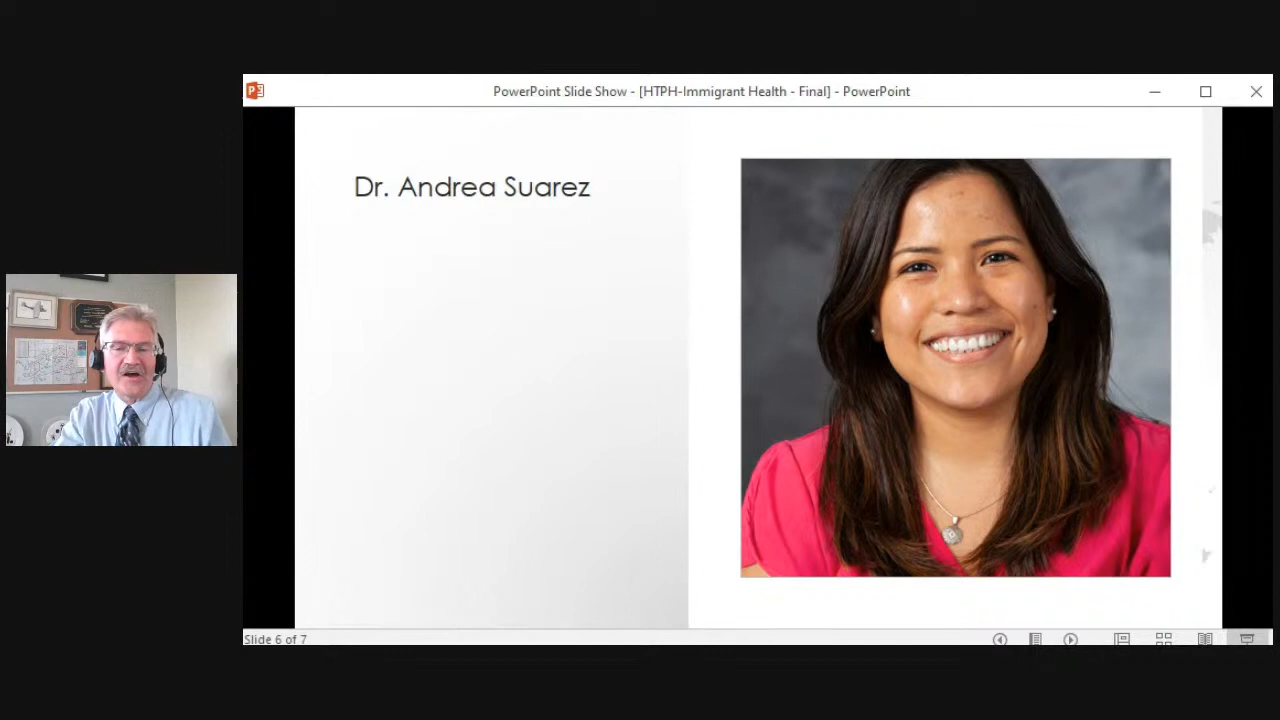 PowerPoint Slide Show - [HTPH-Immigrant Health - Final] - PowerPoint
Dr. Andrea Suarez
Slide 6 of 7